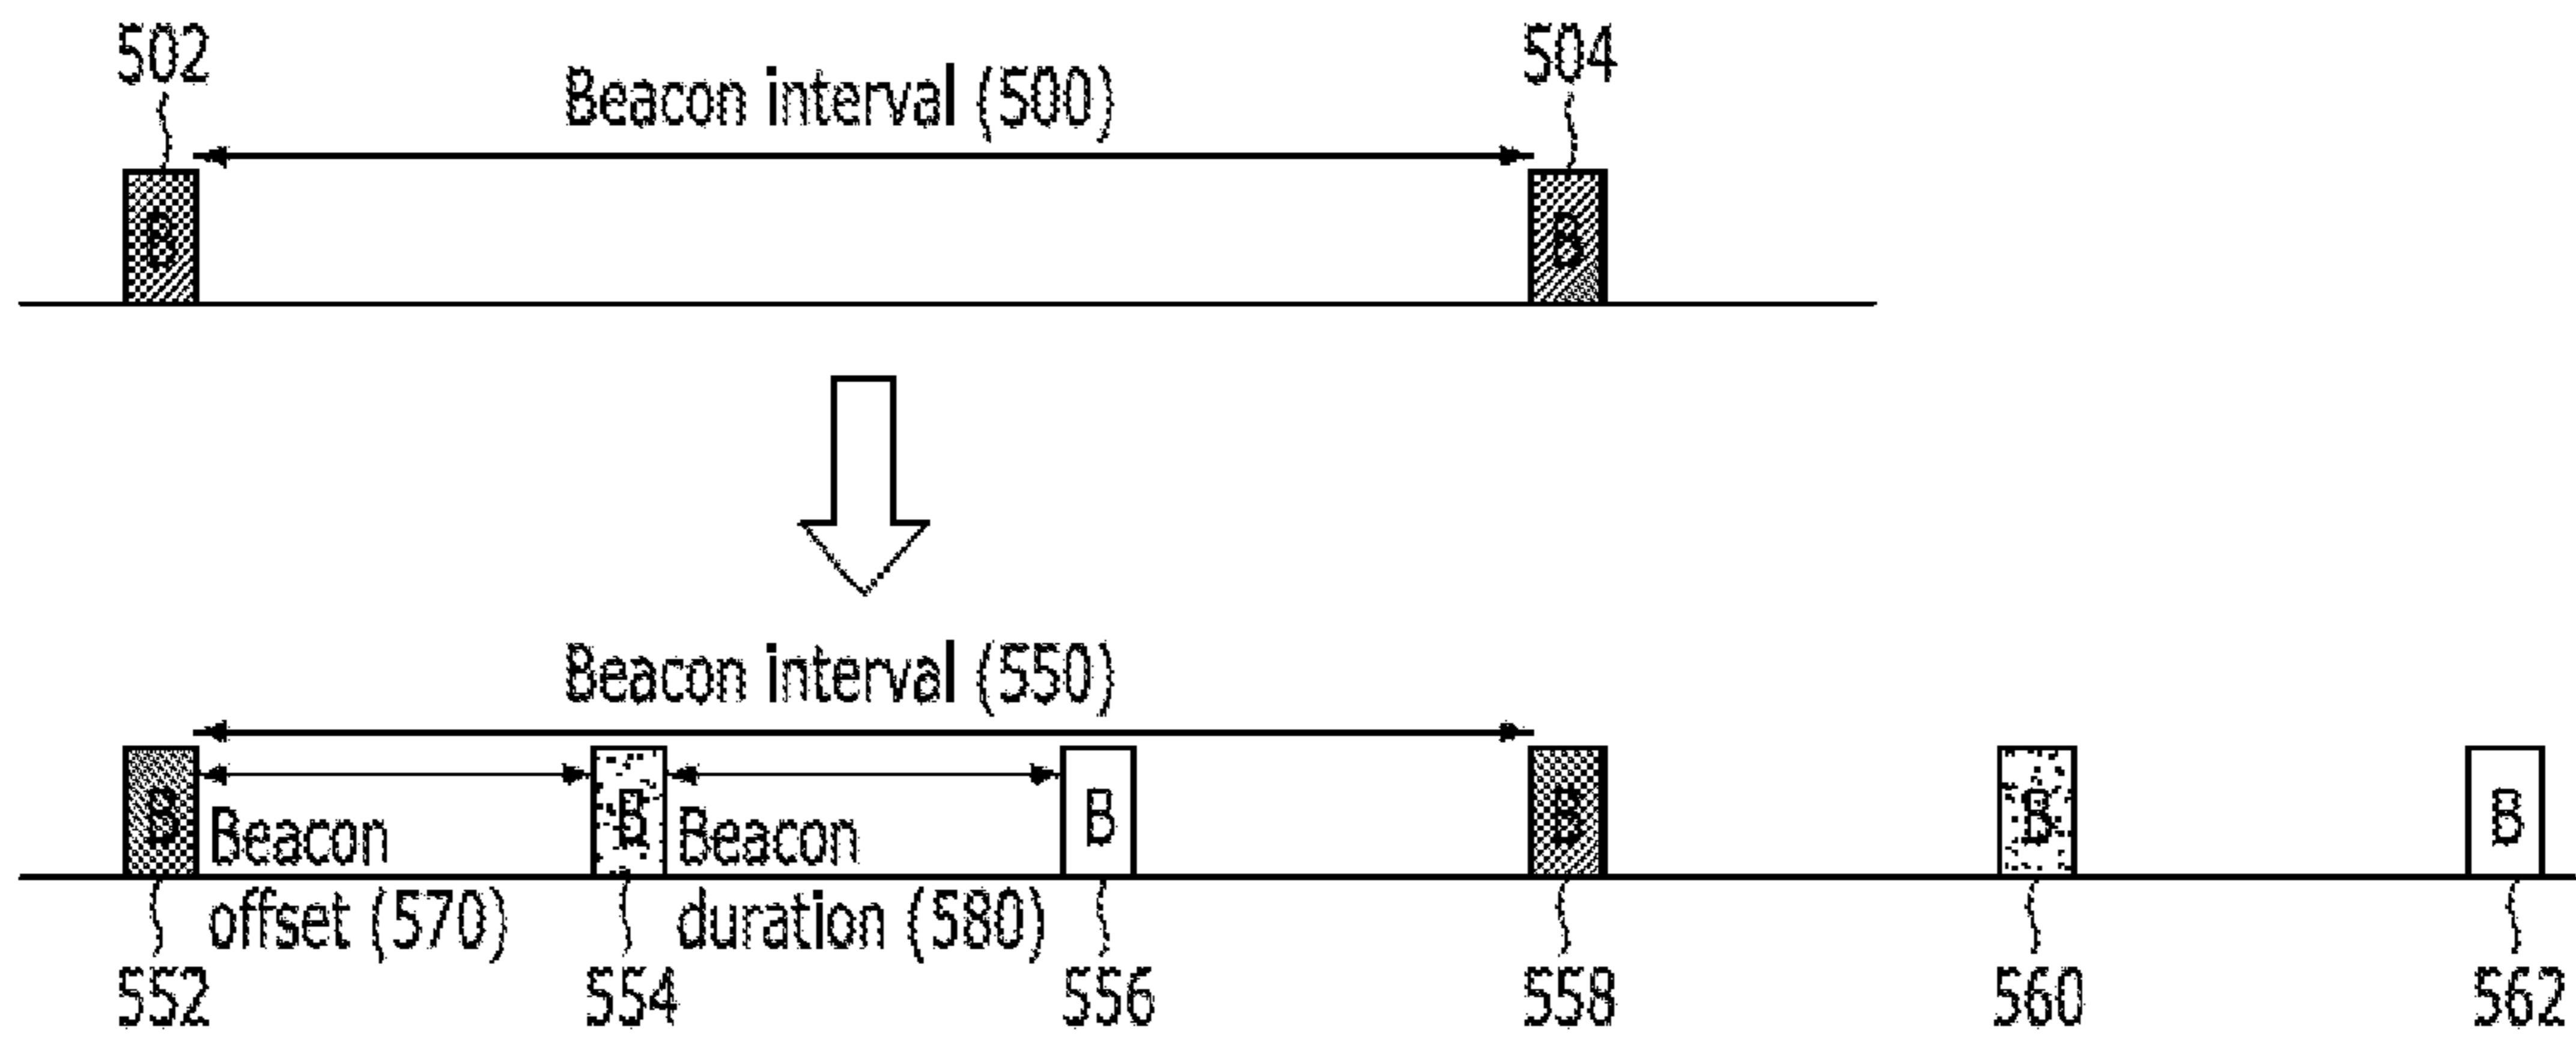 502
504
Beacon interval (500)
B
B
Beacon interval (550)
B
B
B
B
B
B
Beacon
offset (570)
Beacon
duration (580)
552
554
556
558
560
562